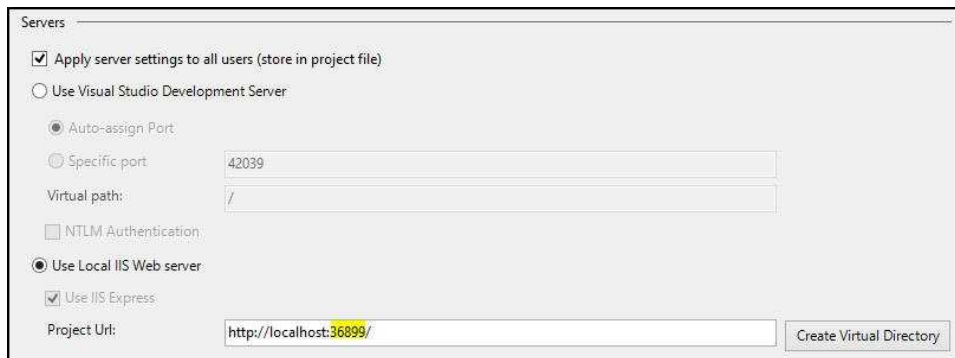 Servers
Apply server settings to all users (store in project file)
Use Visual Studio Development Server
Auto-assign Port
Specific port 42039
Virtual path: /
NTLM Authentication
Use Local IIS Web server
Use IIS Express
Project Url: http://localhost:36899/ Create Virtual Directory